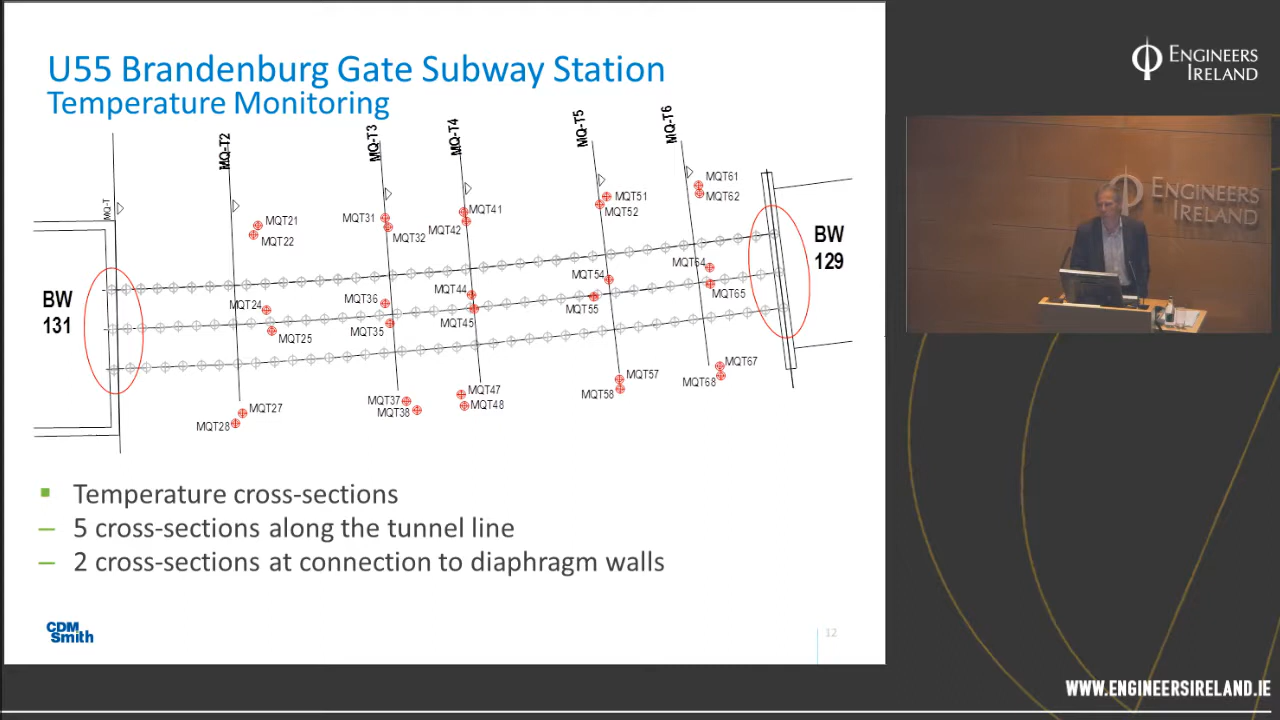 U55 Brandenburg Gate Subway Station
Temperature Monitoring
MQ-T
MQ-T2
MQ-T3
MQ-T4
MQ-T5
MQ-T6
MQT21
MQT22
MQT24
MQT25
MQT27
MQT28
MQT31
MQT32
MQT36
MQT35
MQT37
MQT38
MQT41
MQT42
MQT44
MQT45
MQT47
MQT48
MQT51
MQT52
MQT54
MQT55
MQT57
MQT58
MQT61
MQT62
MQT64
MQT65
MQT67
MQT68
BW
131
BW
129
Temperature cross-sections
5 cross-sections along the tunnel line
2 cross-sections at connection to diaphragm walls
CDM
Smith
12
ENGINEERS
IRELAND
ENGINEERS
IRELAND
WWW.ENGINEERSIRELAND.IE